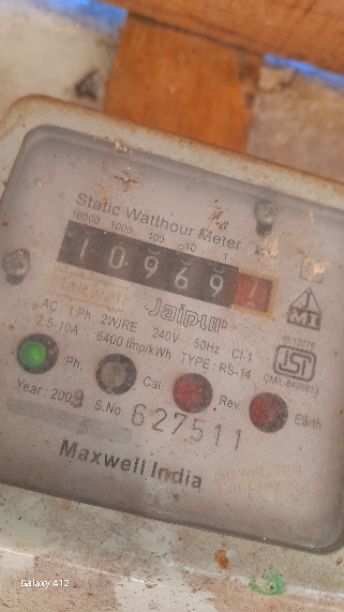 Static Watthour Meter
10000 1000 100 10 1
10969
Jaipur
AC 1 Ph. 2WIRE 240V 50Hz Cl-1
2.5-10A 6400 Imp/kWh TYPE : RS-14
MI
ISI
Ph. Cal. Rev. Earth
Year : 2009 S.No. 627511
Maxwell India
Galaxy A12